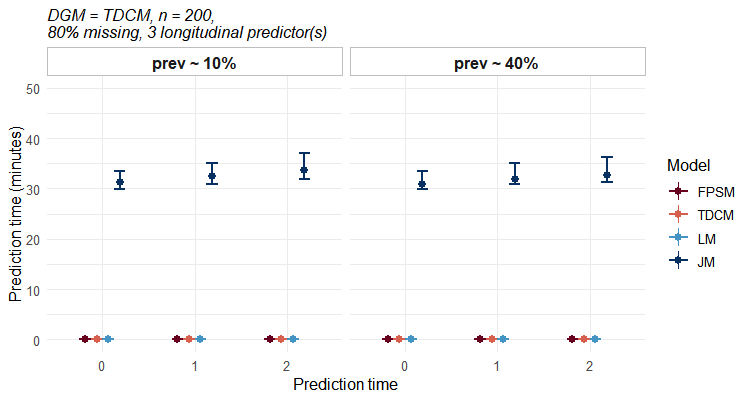 DGM = TDCM, n = 200,
80% missing, 3 longitudinal predictor(s)
prev ~ 10%
prev ~ 40%
Prediction time (minutes)
50
40
30
20
10
0
0
1
2
0
1
2
Prediction time
Model
FPSM
TDCM
LM
JM